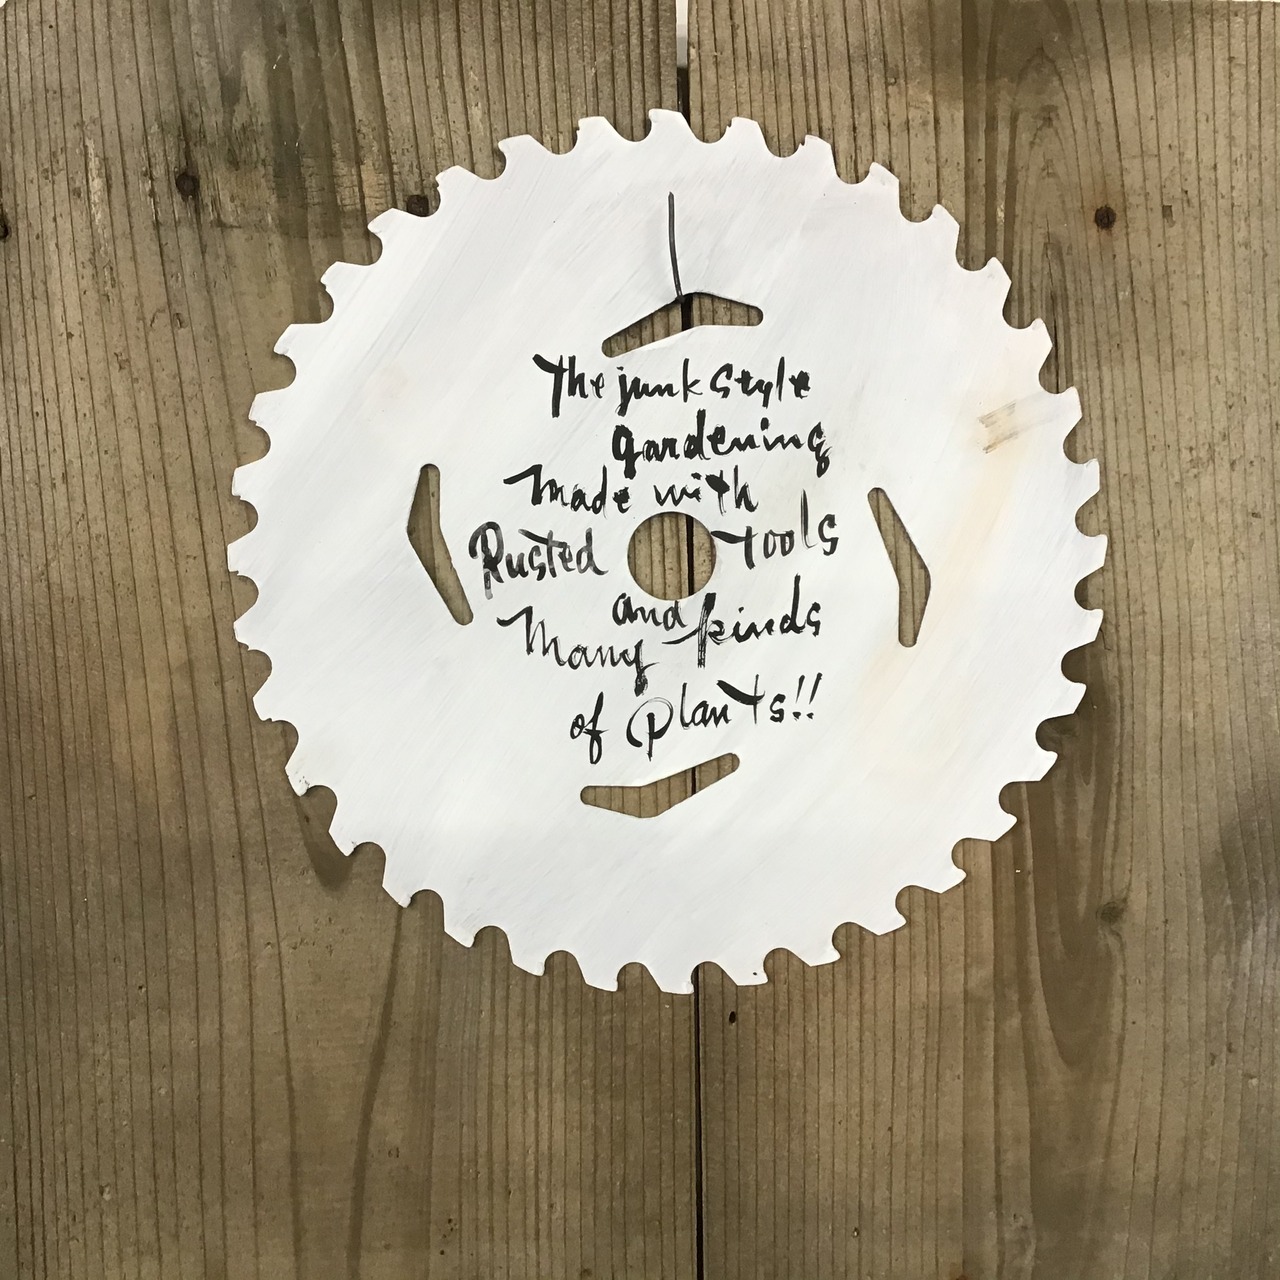 The junk Style
gardening
Made with
Rusted tools
and
Many kinds
of plants!!